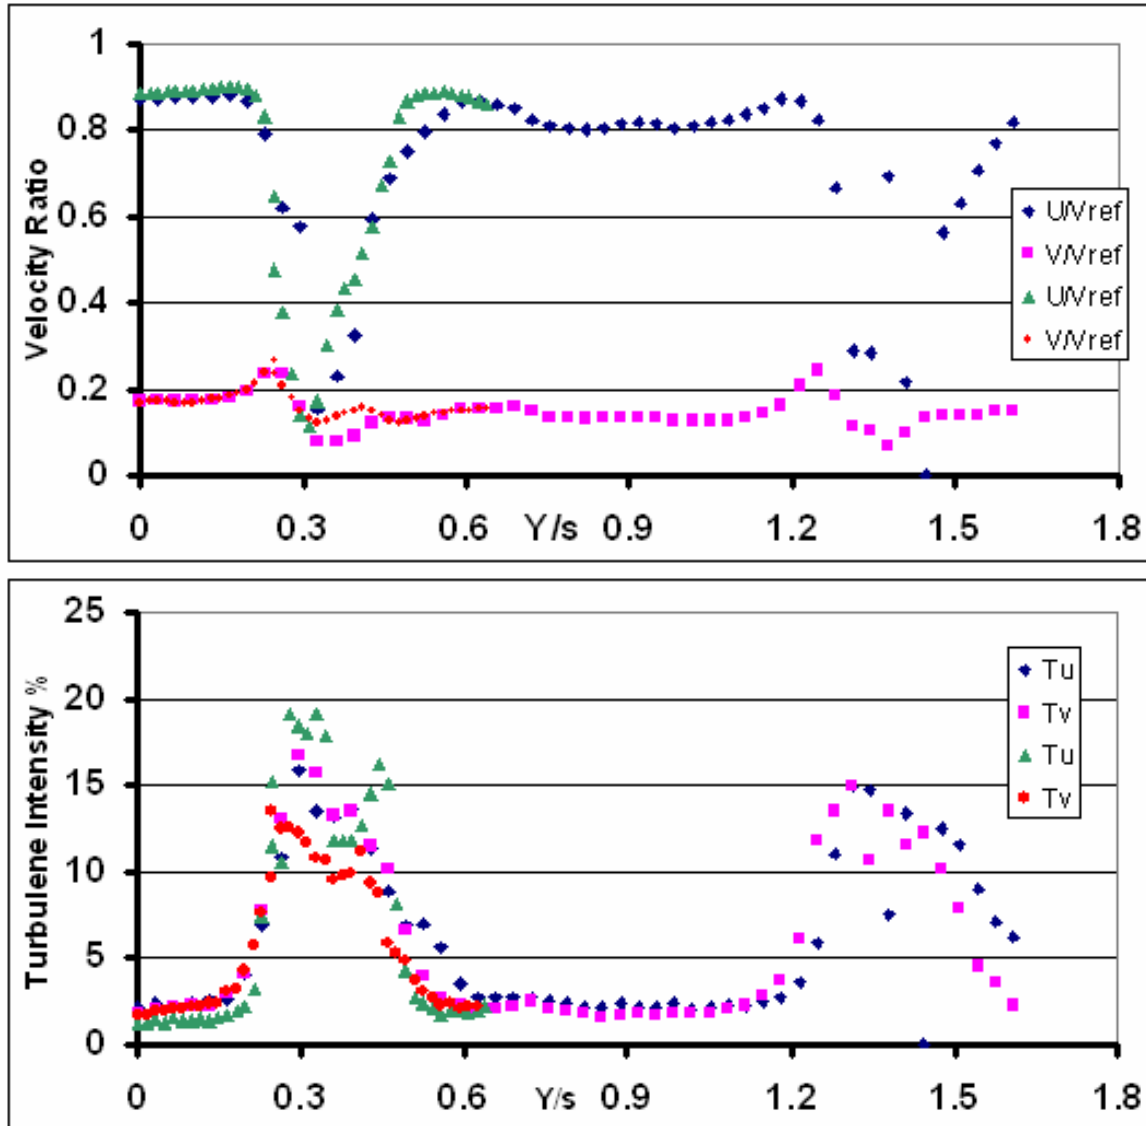 1
0.8
0.6
0.4
0.2
0
Velocity Ratio
0 0.3 0.6 Y/s 0.9 1.2 1.5 1.8
U/Vref
V/Vref
U/Vref
V/Vref
25
20
15
10
5
0
Turbulene Intensity %
0 0.3 0.6 Y/s 0.9 1.2 1.5 1.8
Tu
Tv
Tu
Tv